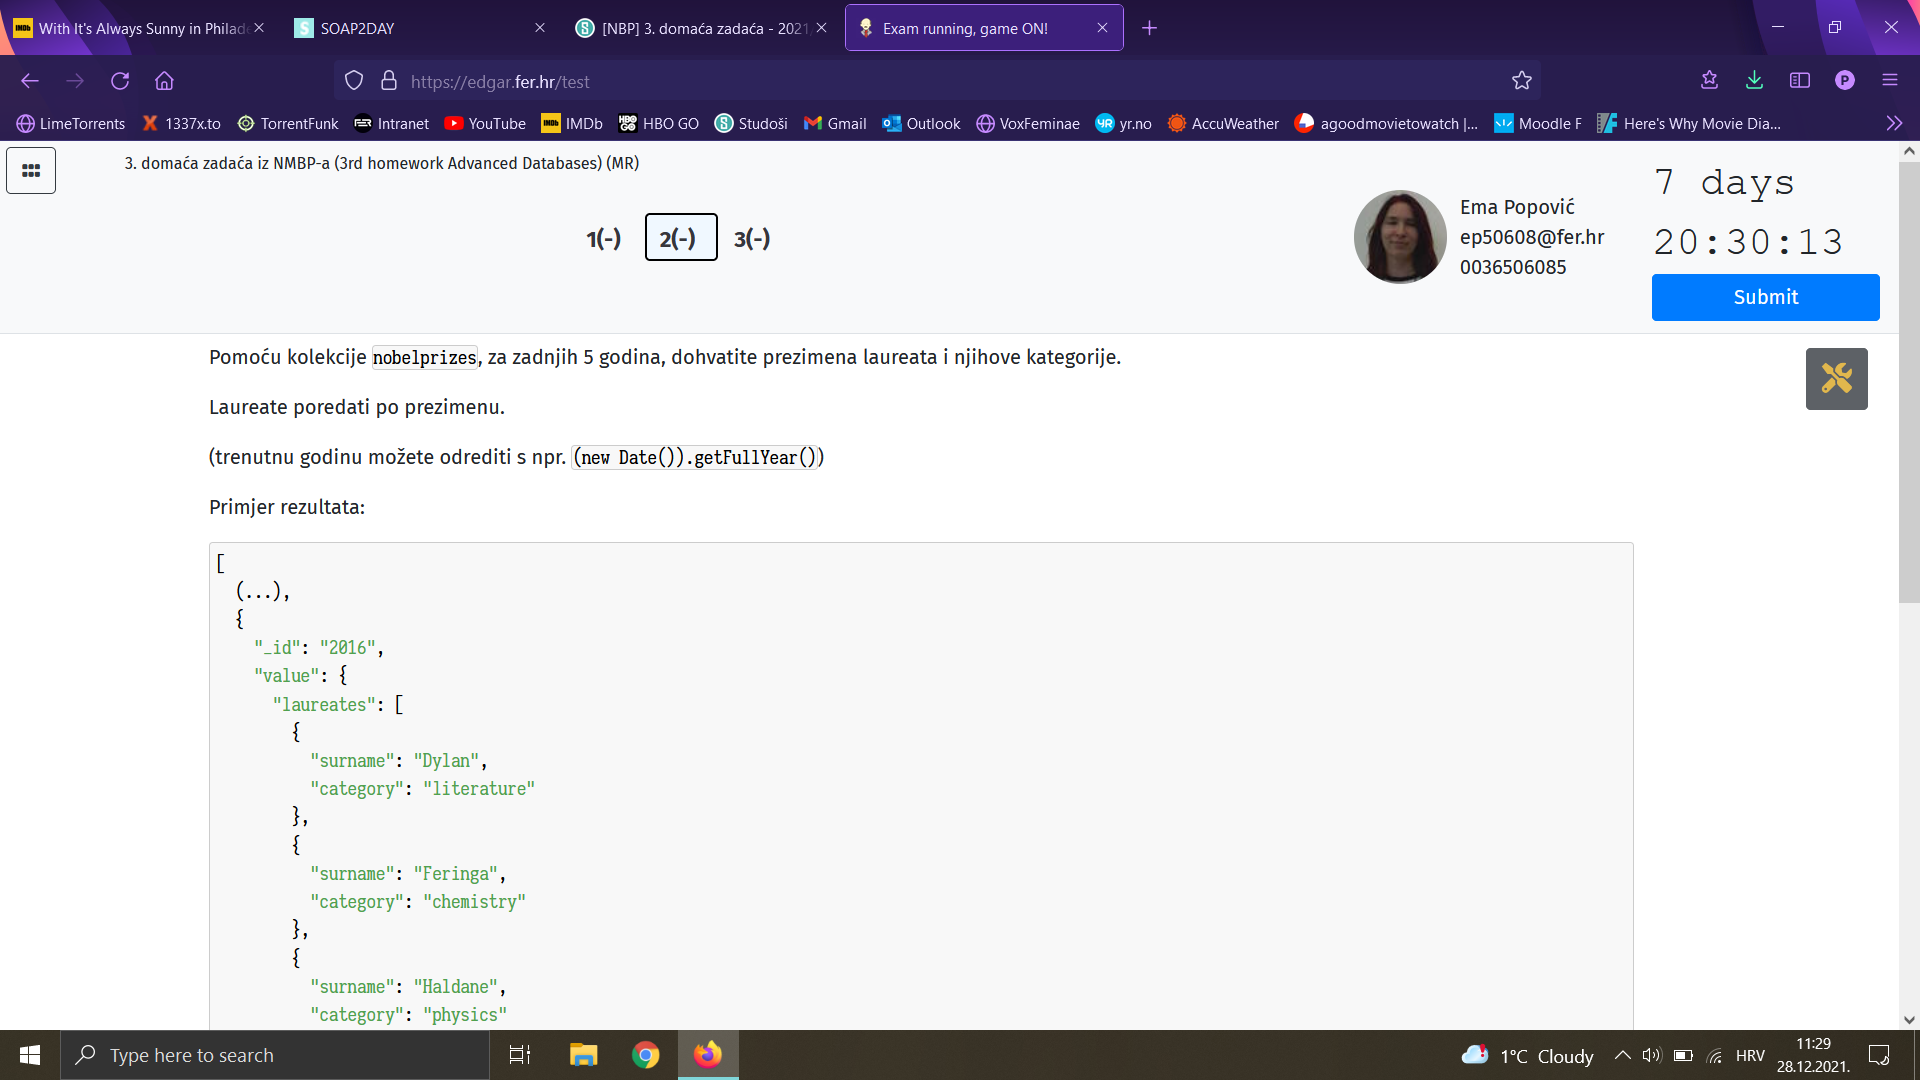 With It's Always Sunny in Philade
SOAP2DAY
[NBP] 3. domaća zadaća - 2021
Exam running, game ON!
https://edgar.fer.hr/test
LimeTorrents
1337x.to
TorrentFunk
Intranet
YouTube
IMDb
HBO GO
Studoši
Gmail
Outlook
VoxFeminae
yr.no
AccuWeather
agoodmovietowatch |...
Moodle F
Here's Why Movie Dia...
3. domaća zadaća iz NMBP-a (3rd homework Advanced Databases) (MR)
1(-) 2(-) 3(-)
Ema Popović
ep50608@fer.hr
0036506085
7 days
20:30:13
Submit
Pomoću kolekcije nobelprizes, za zadnjih 5 godina, dohvatite prezimena laureata i njihove kategorije.
Laureate poredati po prezimenu.
(trenutnu godinu možete odrediti s npr. (new Date()).getFullYear())
Primjer rezultata:
[
(...),
{
"_id": "2016",
"value": {
"laureates": [
{
"surname": "Dylan",
"category": "literature"
},
{
"surname": "Feringa",
"category": "chemistry"
},
{
"surname": "Haldane",
"category": "physics"
Type here to search
1°C Cloudy
HRV
11:29
28.12.2021.